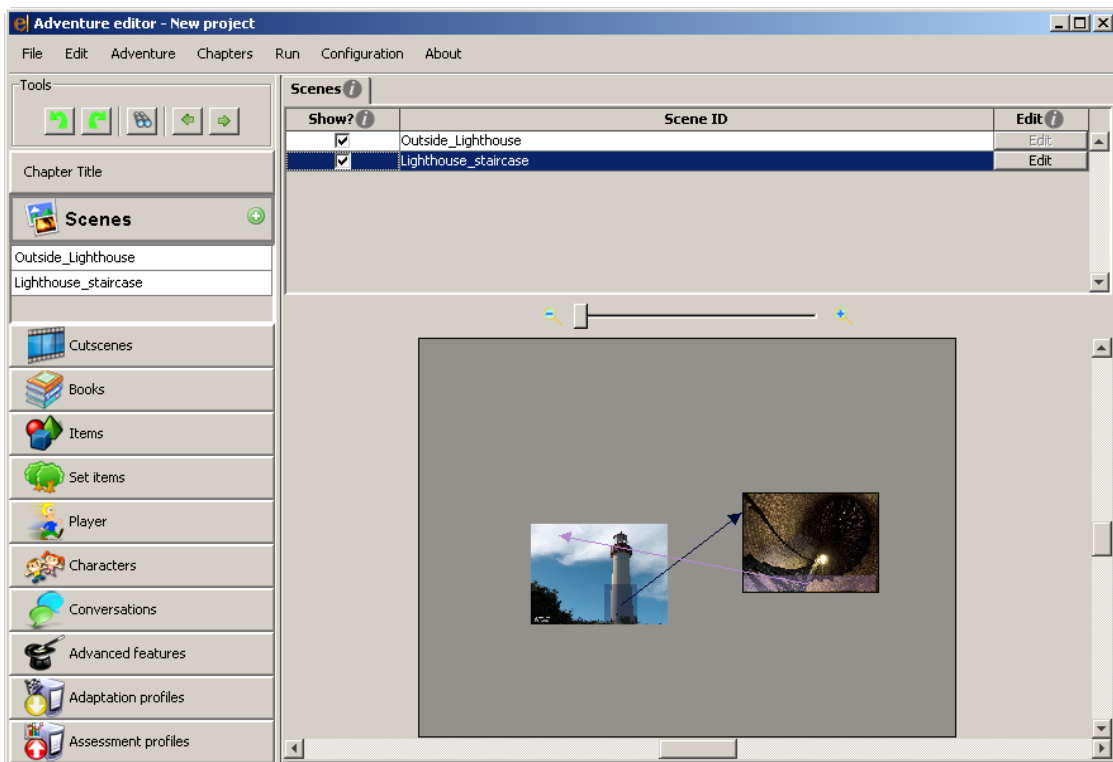 Adventure editor - New project
File Edit Adventure Chapters Run Configuration About
Tools
Scenes
Show? Scene ID Edit
Outside_Lighthouse Edit
Lighthouse_staircase Edit
Chapter Title
Scenes
Outside_Lighthouse
Lighthouse_staircase
Cutscenes
Books
Items
Set items
Player
Characters
Conversations
Advanced features
Adaptation profiles
Assessment profiles